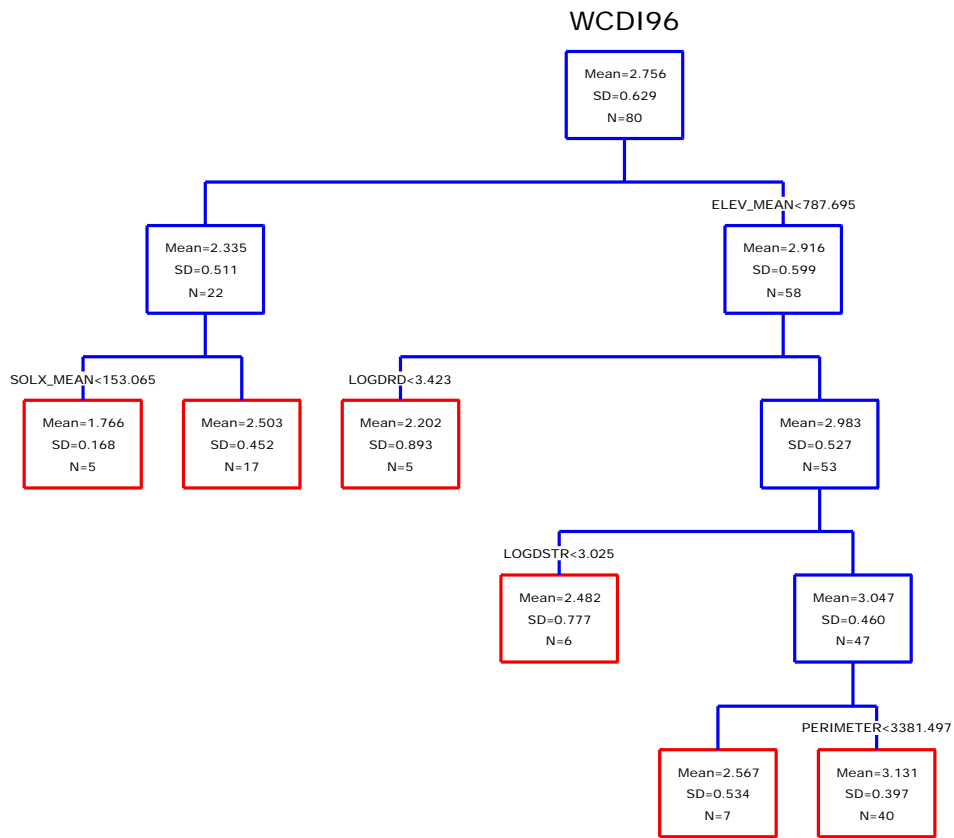 WCDI96
Mean=2.756
SD=0.629
N=80
ELEV_MEAN<787.695
Mean=2.335
SD=0.511
N=22
Mean=2.916
SD=0.599
N=58
SOLX_MEAN<153.065
LOGDRD<3.423
Mean=1.766
SD=0.168
N=5
Mean=2.503
SD=0.452
N=17
Mean=2.202
SD=0.893
N=5
Mean=2.983
SD=0.527
N=53
LOGDSTR<3.025
Mean=2.482
SD=0.777
N=6
Mean=3.047
SD=0.460
N=47
PERIMETER<3381.497
Mean=2.567
SD=0.534
N=7
Mean=3.131
SD=0.397
N=40